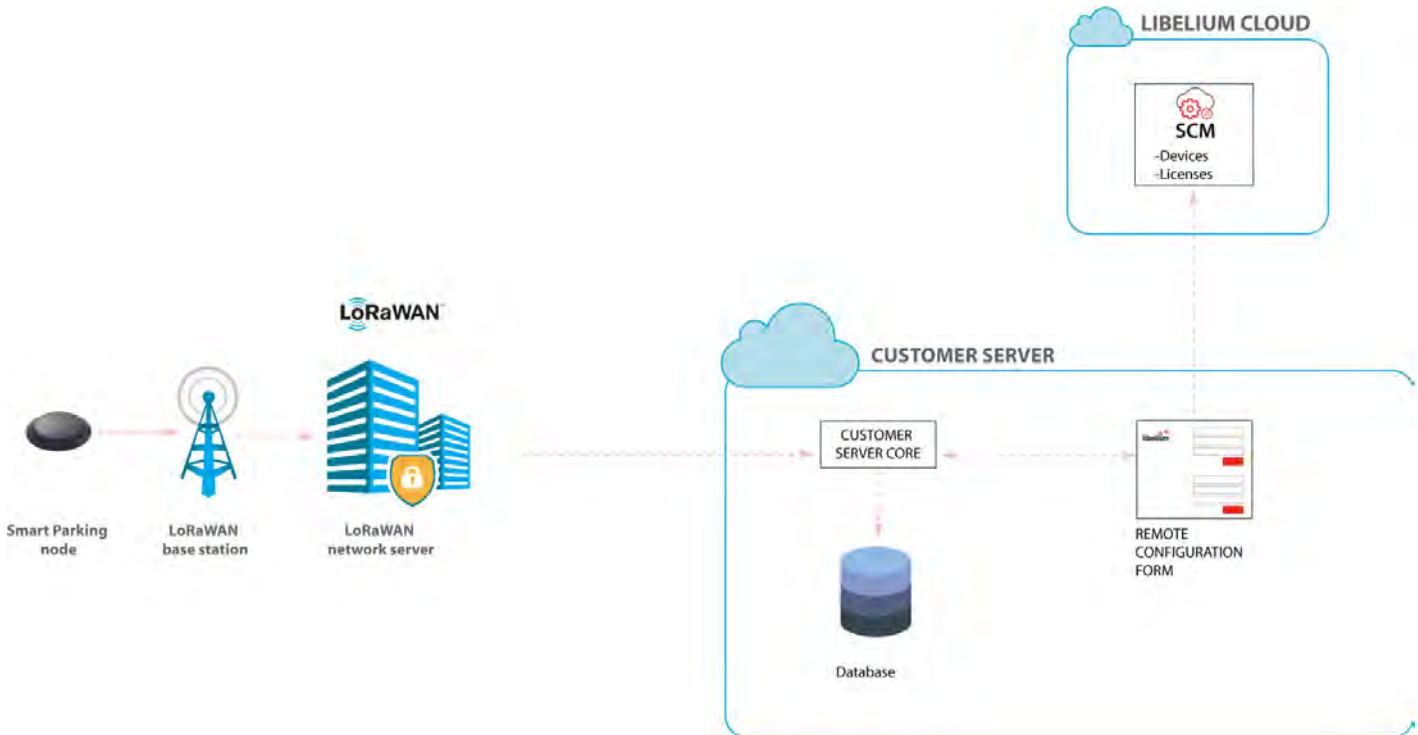 LIBELIUM CLOUD
SCM
-Devices
-Licenses
LoRaWAN
CUSTOMER SERVER
CUSTOMER
SERVER CORE
libelium
Smart Parking
node
LoRaWAN
base station
LoRaWAN
network server
REMOTE
CONFIGURATION
FORM
Database